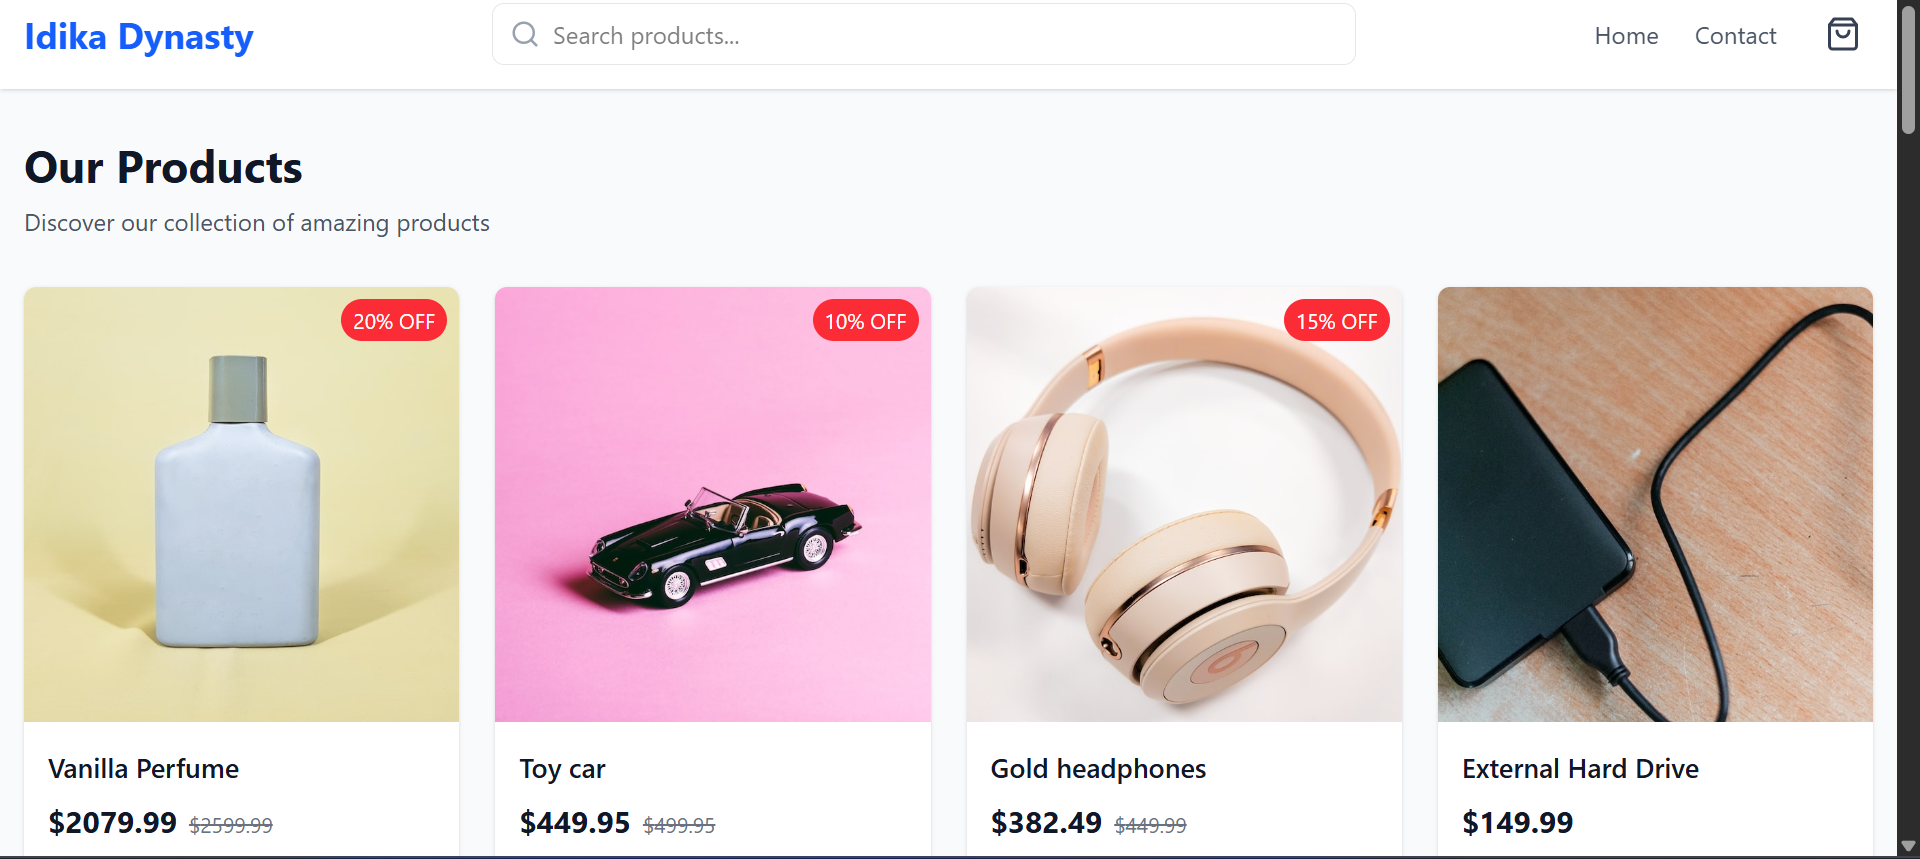 Idika Dynasty
Search products...
Home
Contact
Our Products
Discover our collection of amazing products
20% OFF
10% OFF
15% OFF
Vanilla Perfume
$2079.99 $2599.99
Toy car
$449.95 $499.95
Gold headphones
$382.49 $449.99
External Hard Drive
$149.99